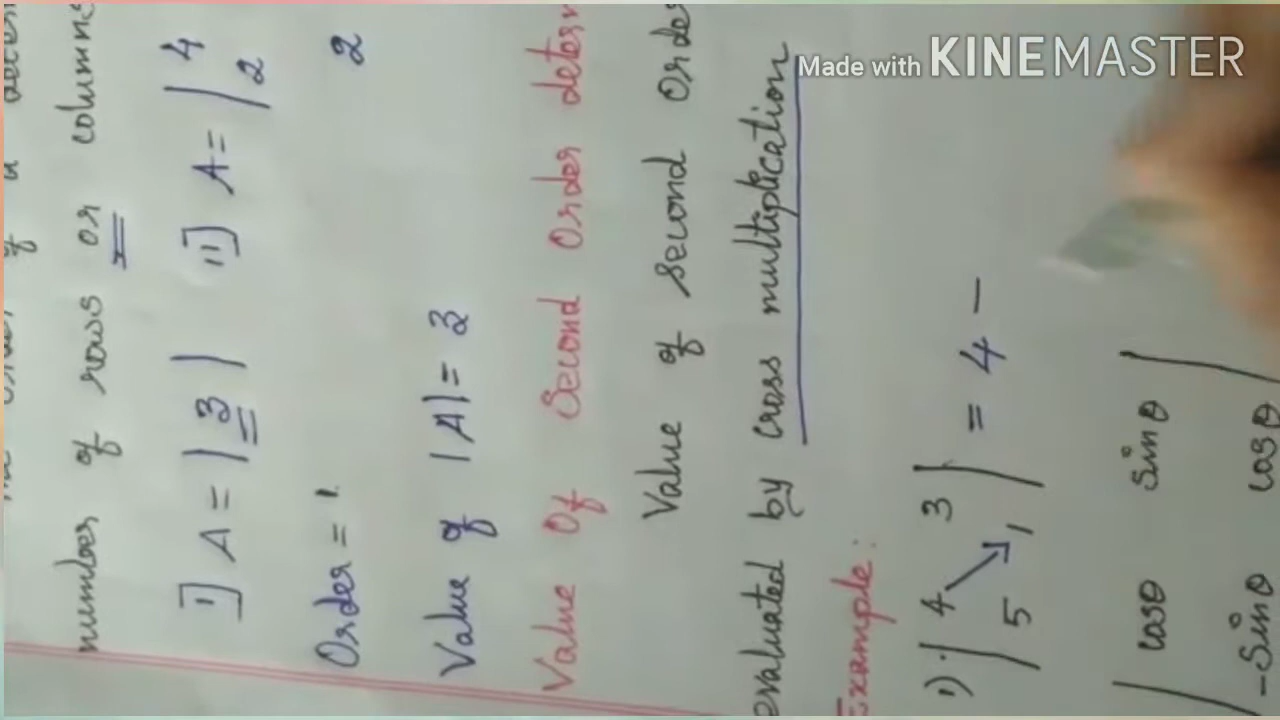 number of rows or columns
i] A = | 3 | ii] A = | 4
2
Order = 1. 2
Value of |A| = 3
Value Of Second Order
Value of second
evaluated by cross multiplication
Example:
1) | 4 3 | = 4 -
5 1
| cosθ sinθ |
-sinθ cosθ
Made with KINEMASTER